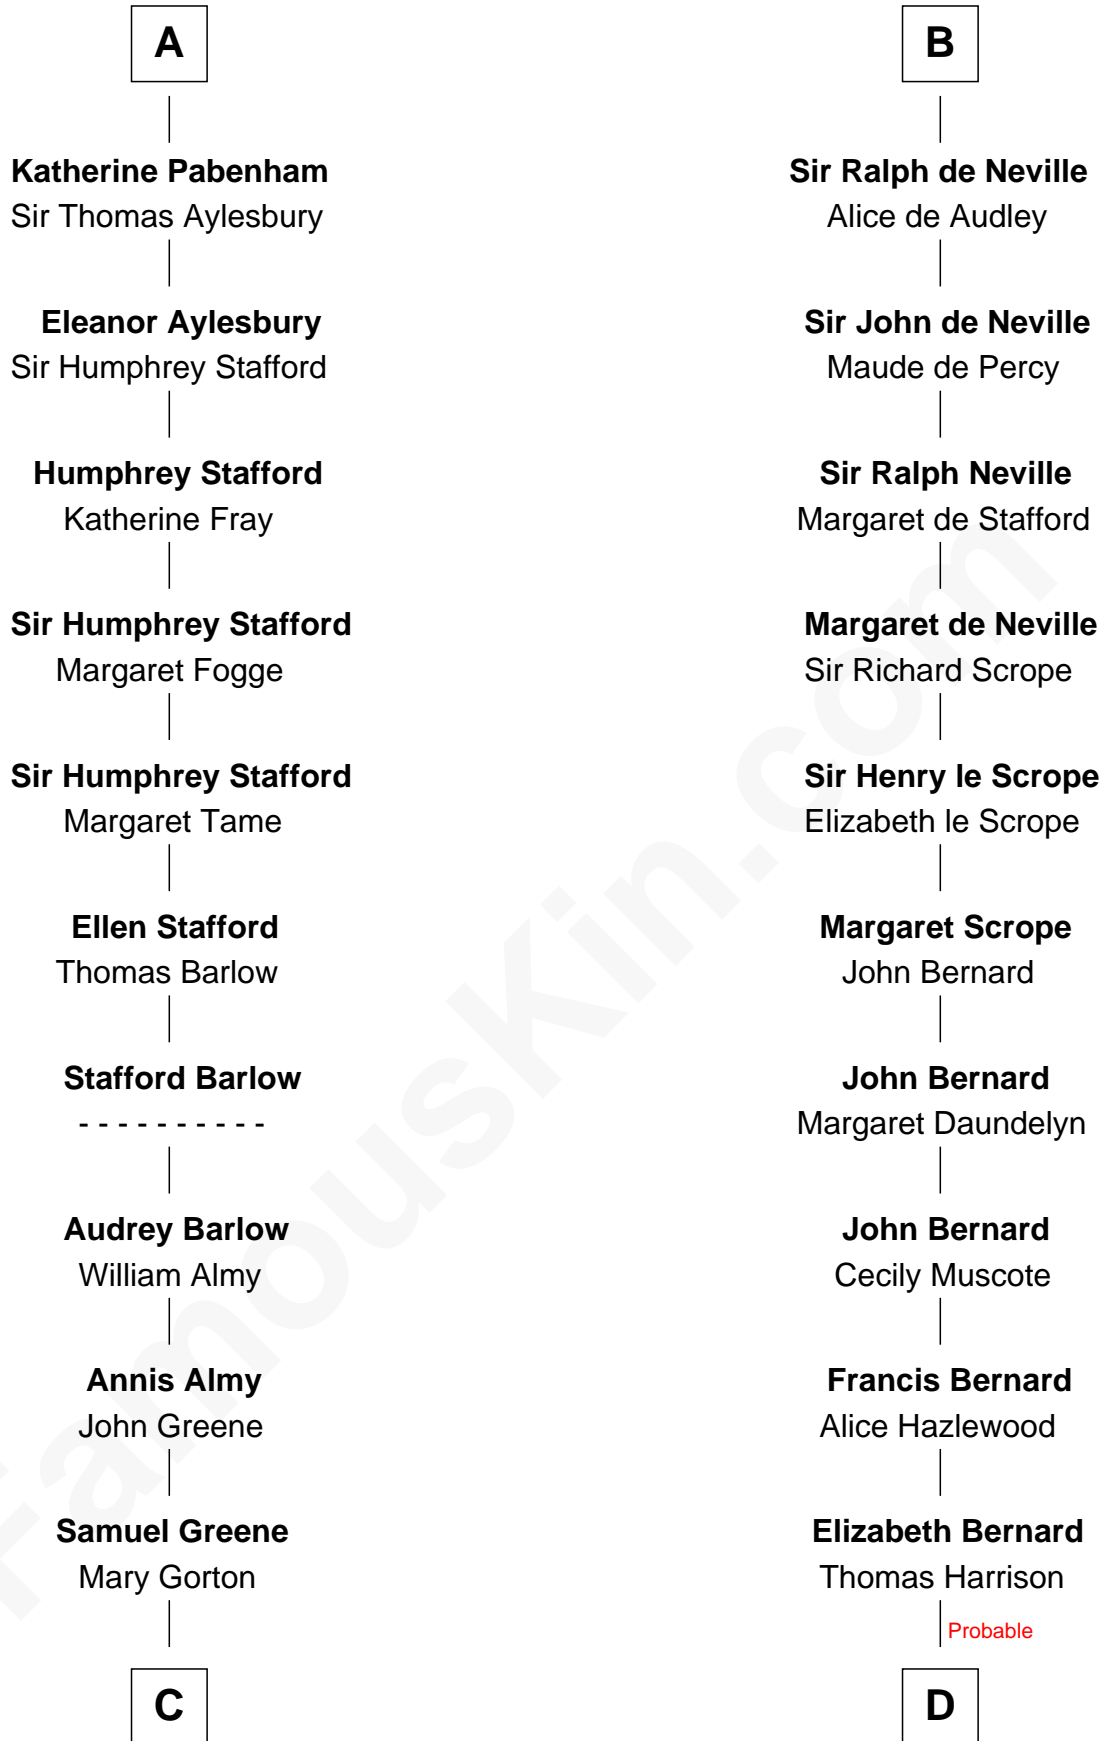 A
Katherine Pabenham
Sir Thomas Aylesbury
Eleanor Aylesbury
Sir Humphrey Stafford
Humphrey Stafford
Katherine Fray
Sir Humphrey Stafford
Margaret Fogge
Sir Humphrey Stafford
Margaret Tame
Ellen Stafford
Thomas Barlow
Stafford Barlow
- - - - - - - - - -
Audrey Barlow
William Almy
Annis Almy
John Greene
Samuel Greene
Mary Gorton
C
B
Sir Ralph de Neville
Alice de Audley
Sir John de Neville
Maude de Percy
Sir Ralph Neville
Margaret de Stafford
Margaret de Neville
Sir Richard Scrope
Sir Henry le Scrope
Elizabeth le Scrope
Margaret Scrope
John Bernard
John Bernard
Margaret Daundelyn
John Bernard
Cecily Muscote
Francis Bernard
Alice Hazlewood
Elizabeth Bernard
Thomas Harrison
Probable
D
FamousKin.com